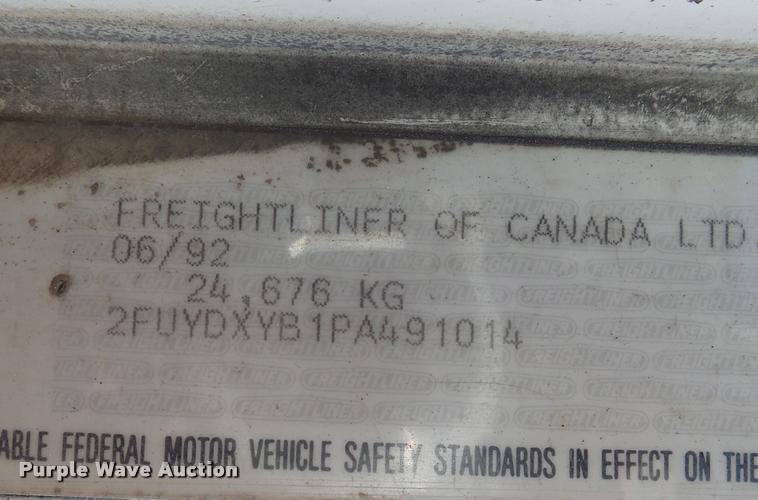 FREIGHTLINER OF CANADA LTD.
06/92
24,676 KG
2FUYDXYB1PA491014
ABLE FEDERAL MOTOR VEHICLE SAFETY STANDARDS IN EFFECT ON THE
Purple Wave Auction